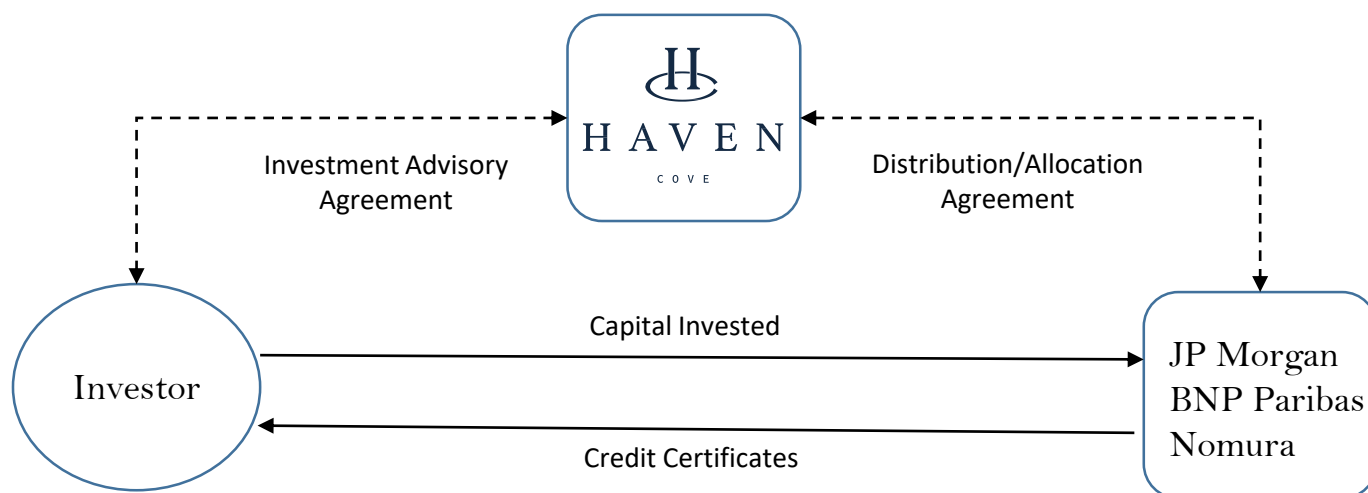 H
HAVEN
COVE
Investment Advisory
Agreement
Distribution/Allocation
Agreement
Capital Invested
Investor
JP Morgan
BNP Paribas
Nomura
Credit Certificates